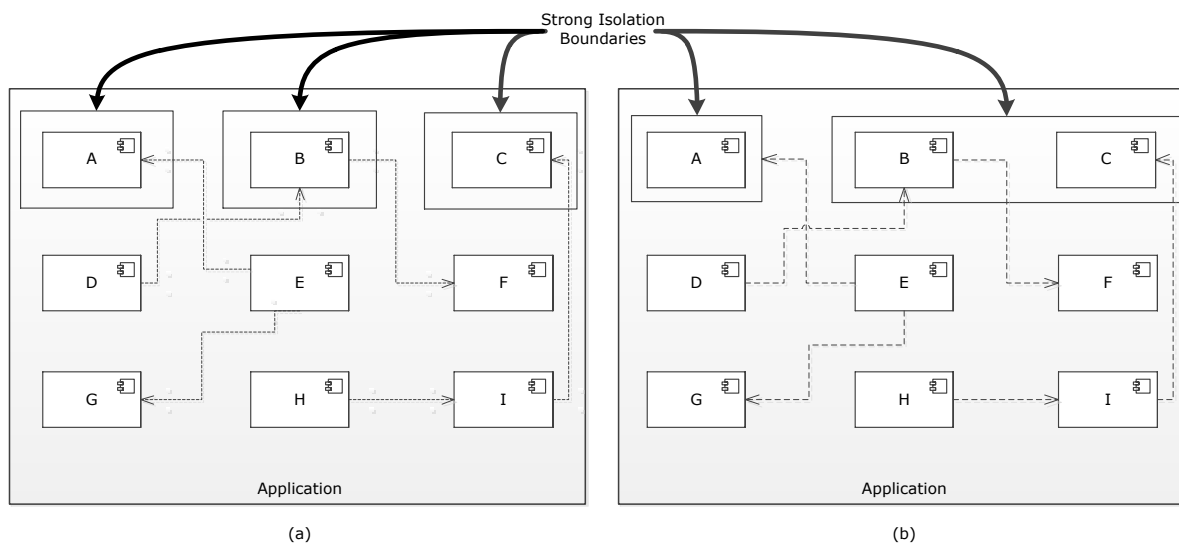 Strong Isolation
Boundaries
A B C A B C
D E F D E F
G H I G H I
Application Application
(a) (b)